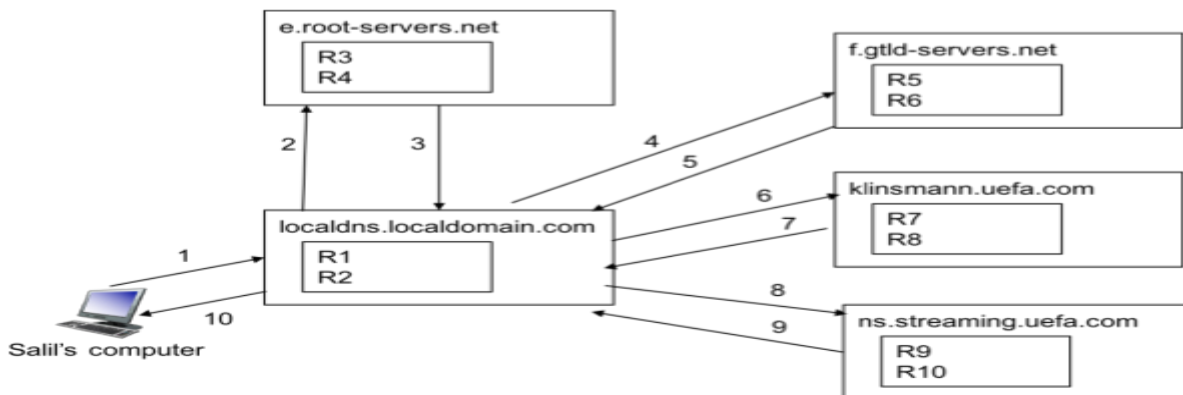 e.root-servers.net
R3
R4
f.gtld-servers.net
R5
R6
2
3
4
5
klinsmann.uefa.com
R7
R8
6
7
localdns.localdomain.com
R1
R2
1
10
Salil's computer
8
9
ns.streaming.uefa.com
R9
R10